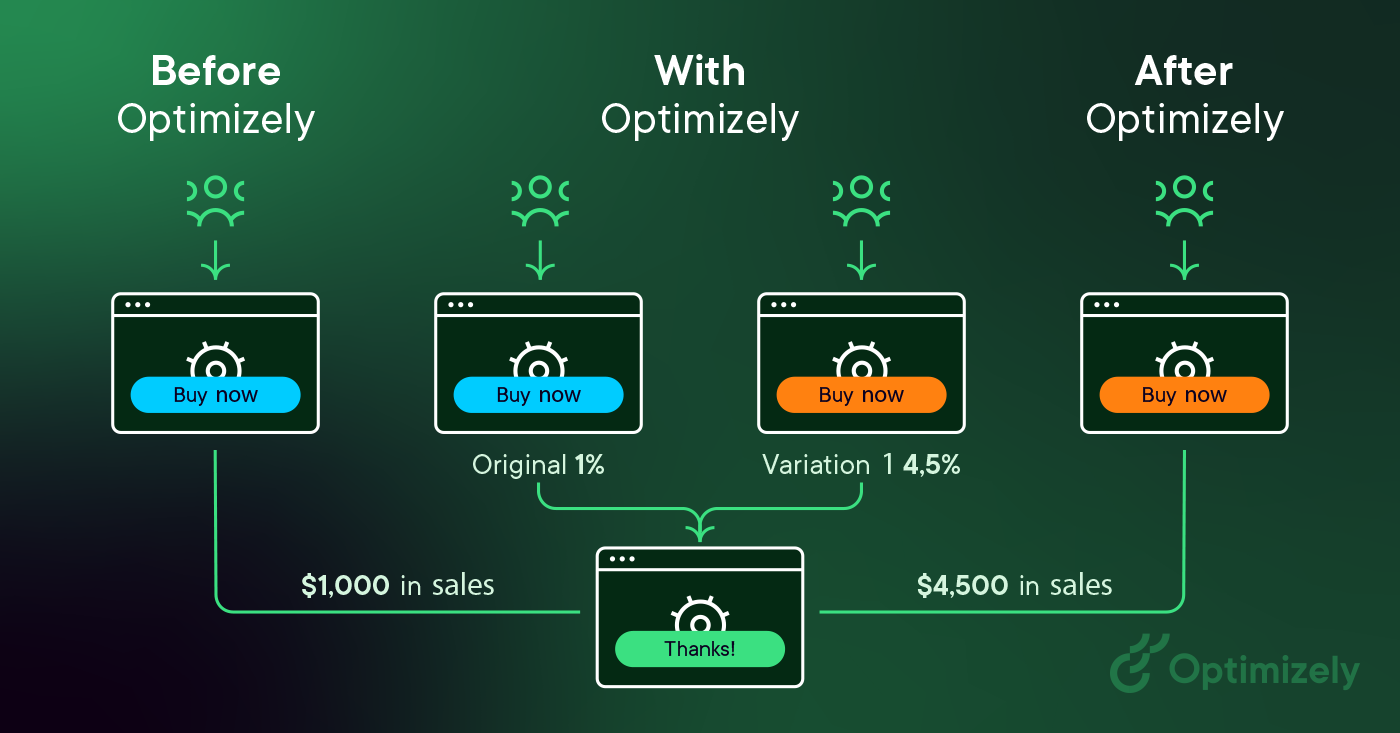 Before
Optimizely
With
Optimizely
After
Optimizely
Buy now
Buy now
Buy now
Buy now
Original 1%
Variation 1 4,5%
$1,000 in sales
$4,500 in sales
Thanks!
Optimizely